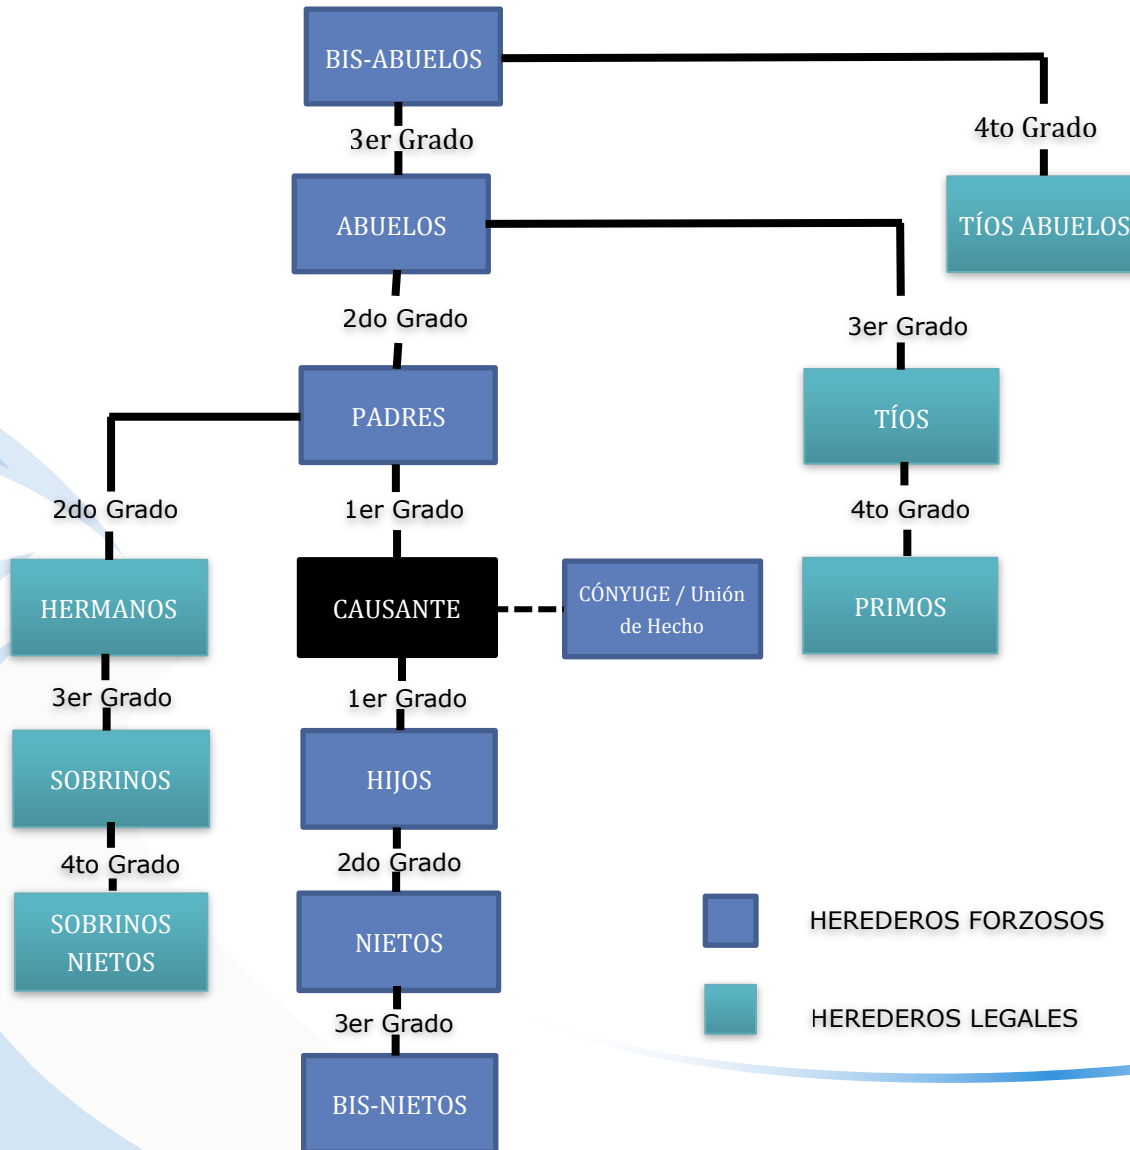 BIS-ABUELOS
3er Grado
4to Grado
ABUELOS
TÍOS ABUELOS
2do Grado
3er Grado
PADRES
TÍOS
2do Grado
1er Grado
4to Grado
HERMANOS
CAUSANTE
CÓNYUGE / Unión
de Hecho
PRIMOS
3er Grado
1er Grado
SOBRINOS
HIJOS
4to Grado
2do Grado
SOBRINOS
NIETOS
NIETOS
HEREDEROS FORZOSOS
3er Grado
HEREDEROS LEGALES
BIS-NIETOS